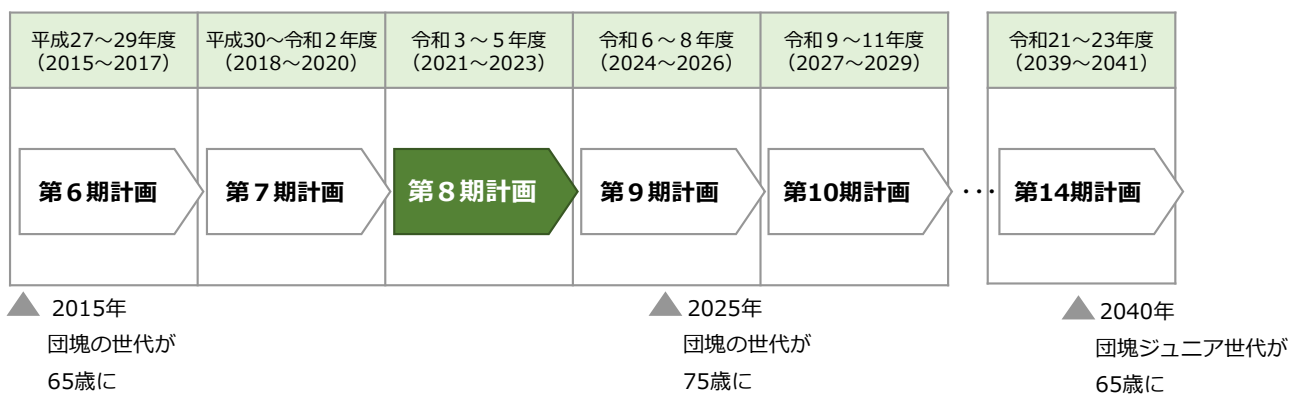 平成27～29年度
（2015～2017）
平成30～令和２年度
（2018～2020）
令和３～５年度
（2021～2023）
令和６～８年度
（2024～2026）
令和９～11年度
（2027～2029）
令和21～23年度
（2039～2041）
第６期計画
第７期計画
第８期計画
第９期計画
第10期計画
･･･
第14期計画
2015年
団塊の世代が
65歳に
2025年
団塊の世代が
75歳に
2040年
団塊ジュニア世代が
65歳に